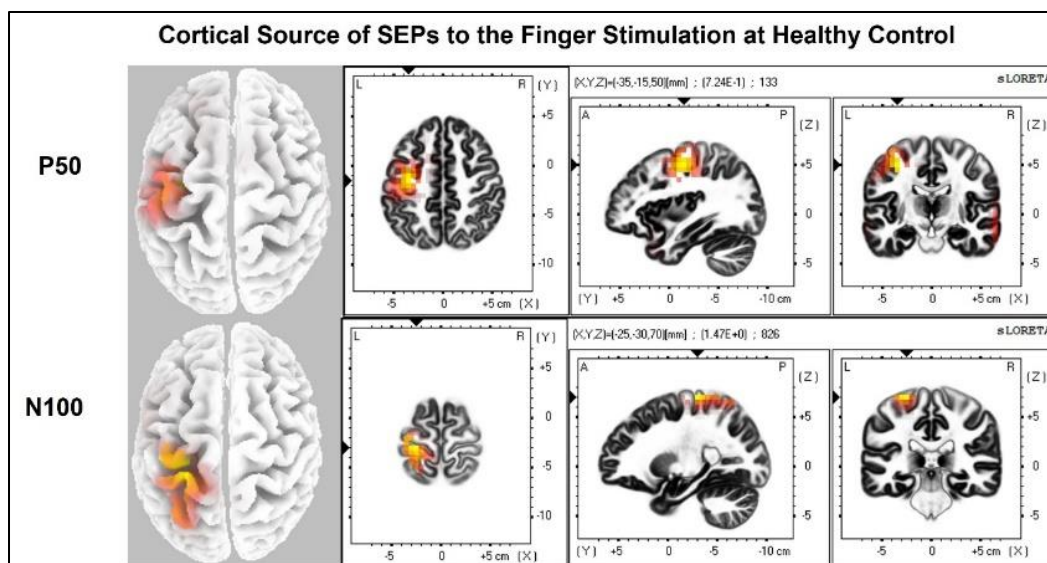 Cortical Source of SEPs to the Finger Stimulation at Healthy Control
P50
L R (Y)
+5
0
-5
-10
-5 0 +5 cm (X)
(X,Y,Z)=(-35,-15,50)[mm] ; (7.24E-1) ; 133 sLORETA
A P (Z)
+5
0
-5
(Y) +5 0 -5 -10 cm
L R (Z)
+5
0
-5
-5 0 +5 cm (X)
N100
L R (Y)
+5
0
-5
-10
-5 0 +5 cm (X)
(X,Y,Z)=(-25,-30,70)[mm] ; (1.47E+0) ; 826 sLORETA
A P (Z)
+5
0
-5
(Y) +5 0 -5 -10 cm
L R (Z)
+5
0
-5
-5 0 +5 cm (X)